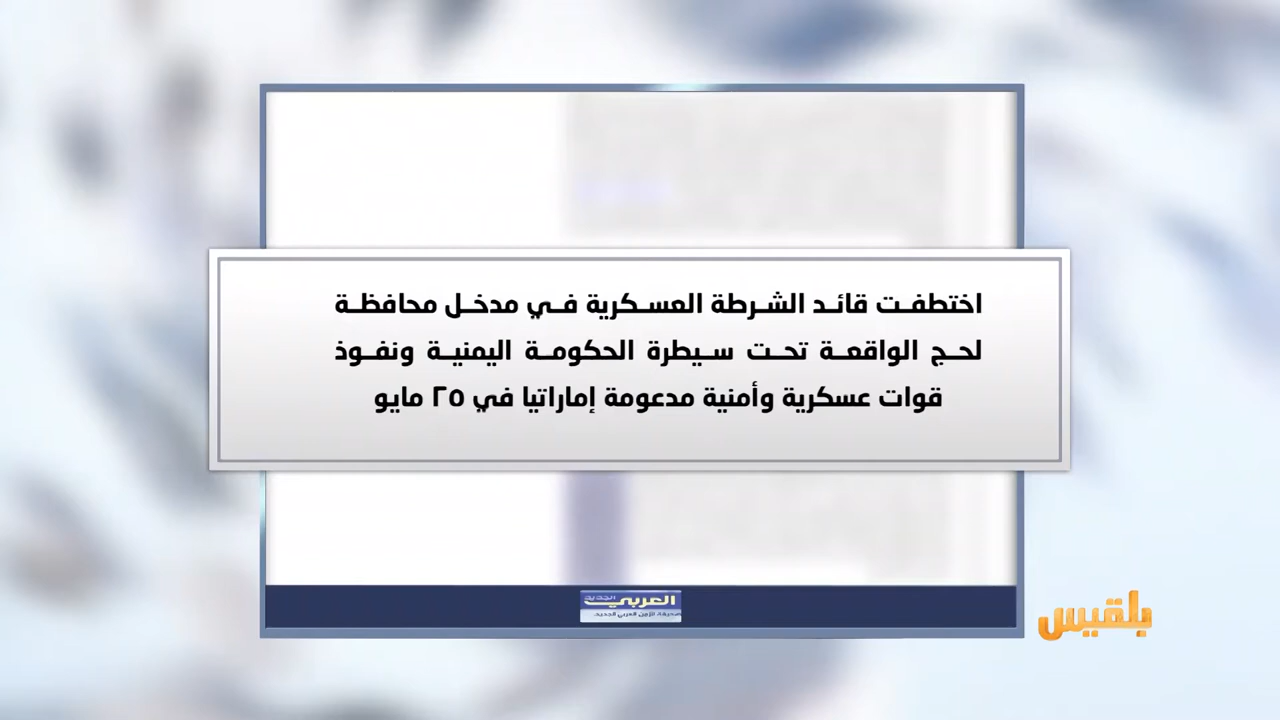 اختطفت قائد الشرطة العسكرية في مدخل محافظة
لحج الواقعة تحت سيطرة الحكومة اليمنية ونفوذ
قوات عسكرية وأمنية مدعومة إماراتيا في ٢٥ مايو
العربي الجديد
بلقيس